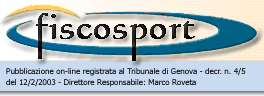 fiscosport
Pubblicazione on-line registrata al Tribunale di Genova - decr. n. 4/5
del 12/2/2003 - Direttore Responsabile: Marco Roveta